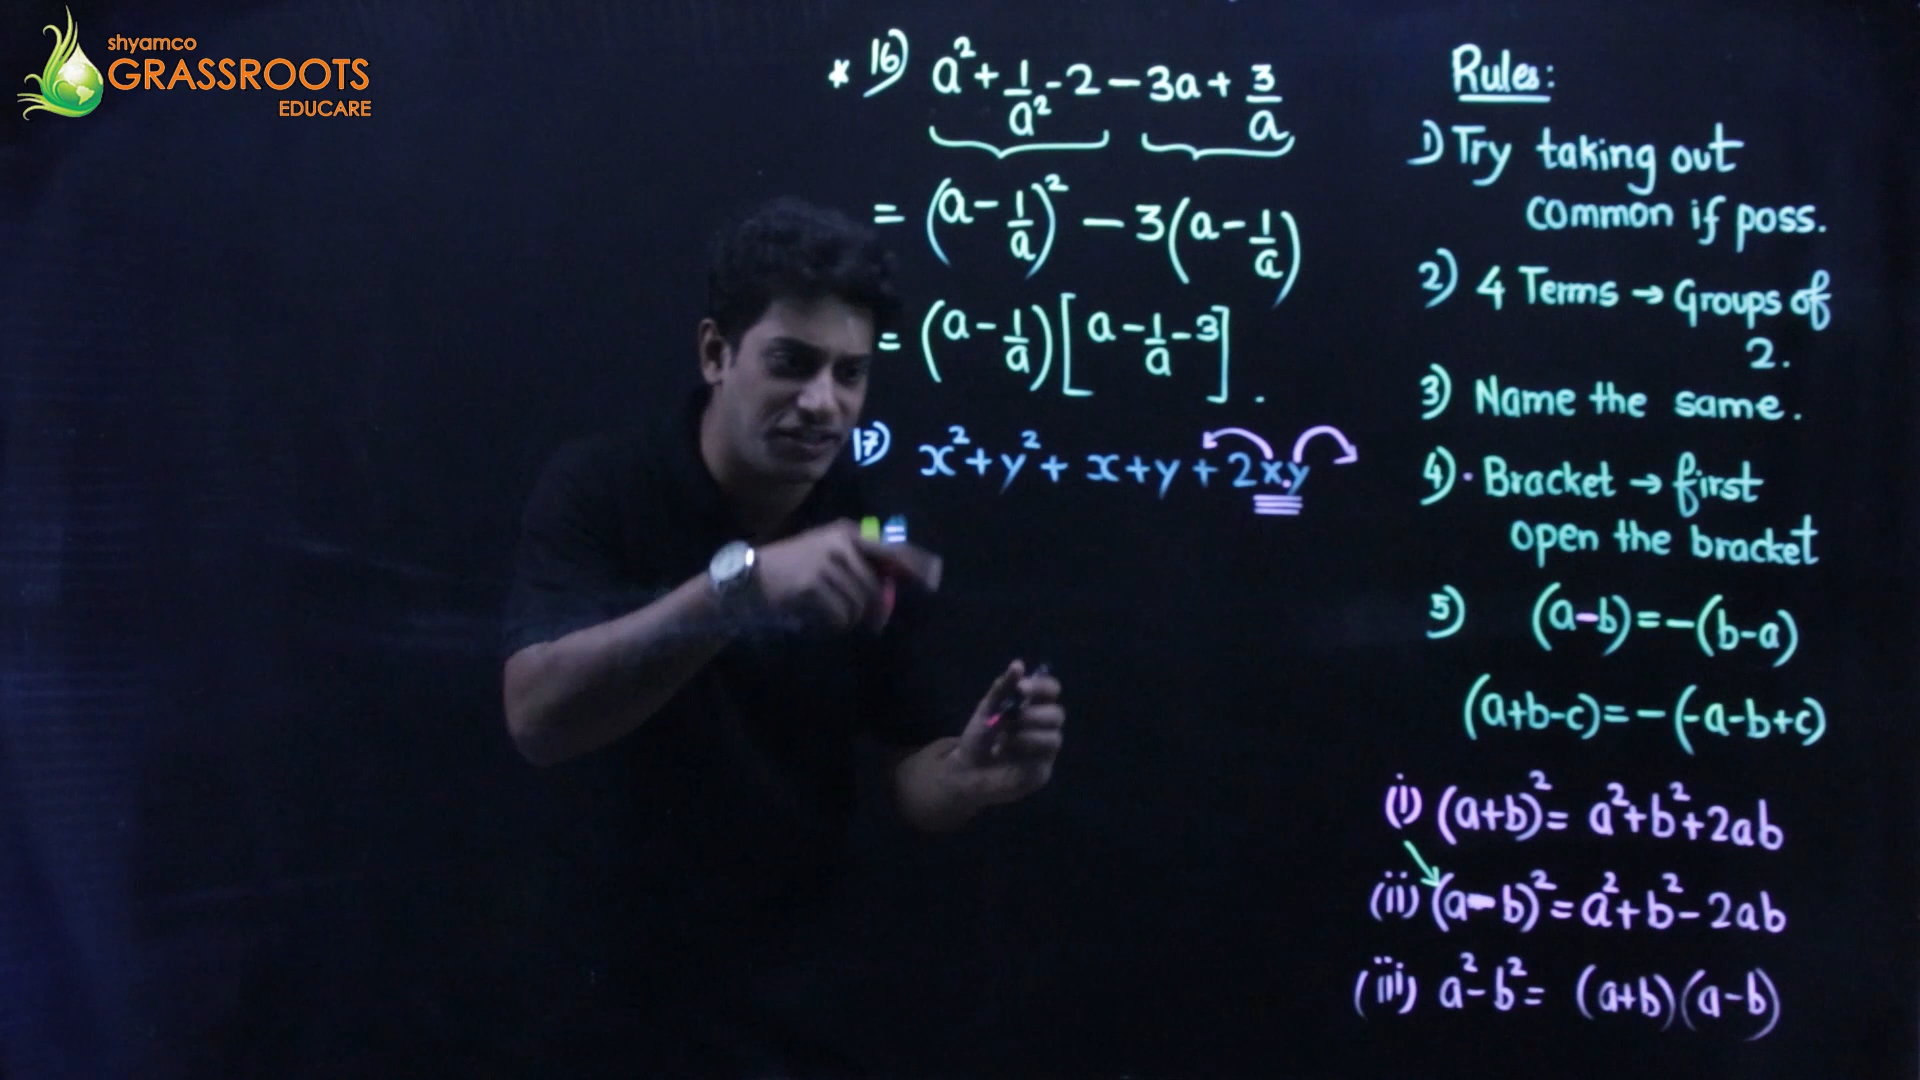 shyamco
GRASSROOTS
EDUCARE
* 16) a² + 1/a² - 2 - 3a + 3/a
= (a - 1/a)² - 3(a - 1/a)
= (a - 1/a)[a - 1/a - 3].
17) x² + y² + x + y + 2x.y
=
Rules:
1) Try taking out
common if poss.
2) 4 Terms → Groups of
2.
3) Name the same.
4) · Bracket → first
open the bracket
5) (a-b) = -(b-a)
(a+b-c) = -(-a-b+c)
(i) (a+b)² = a²+b²+2ab
(ii) (a-b)² = a²+b²-2ab
(iii) a²-b² = (a+b)(a-b)